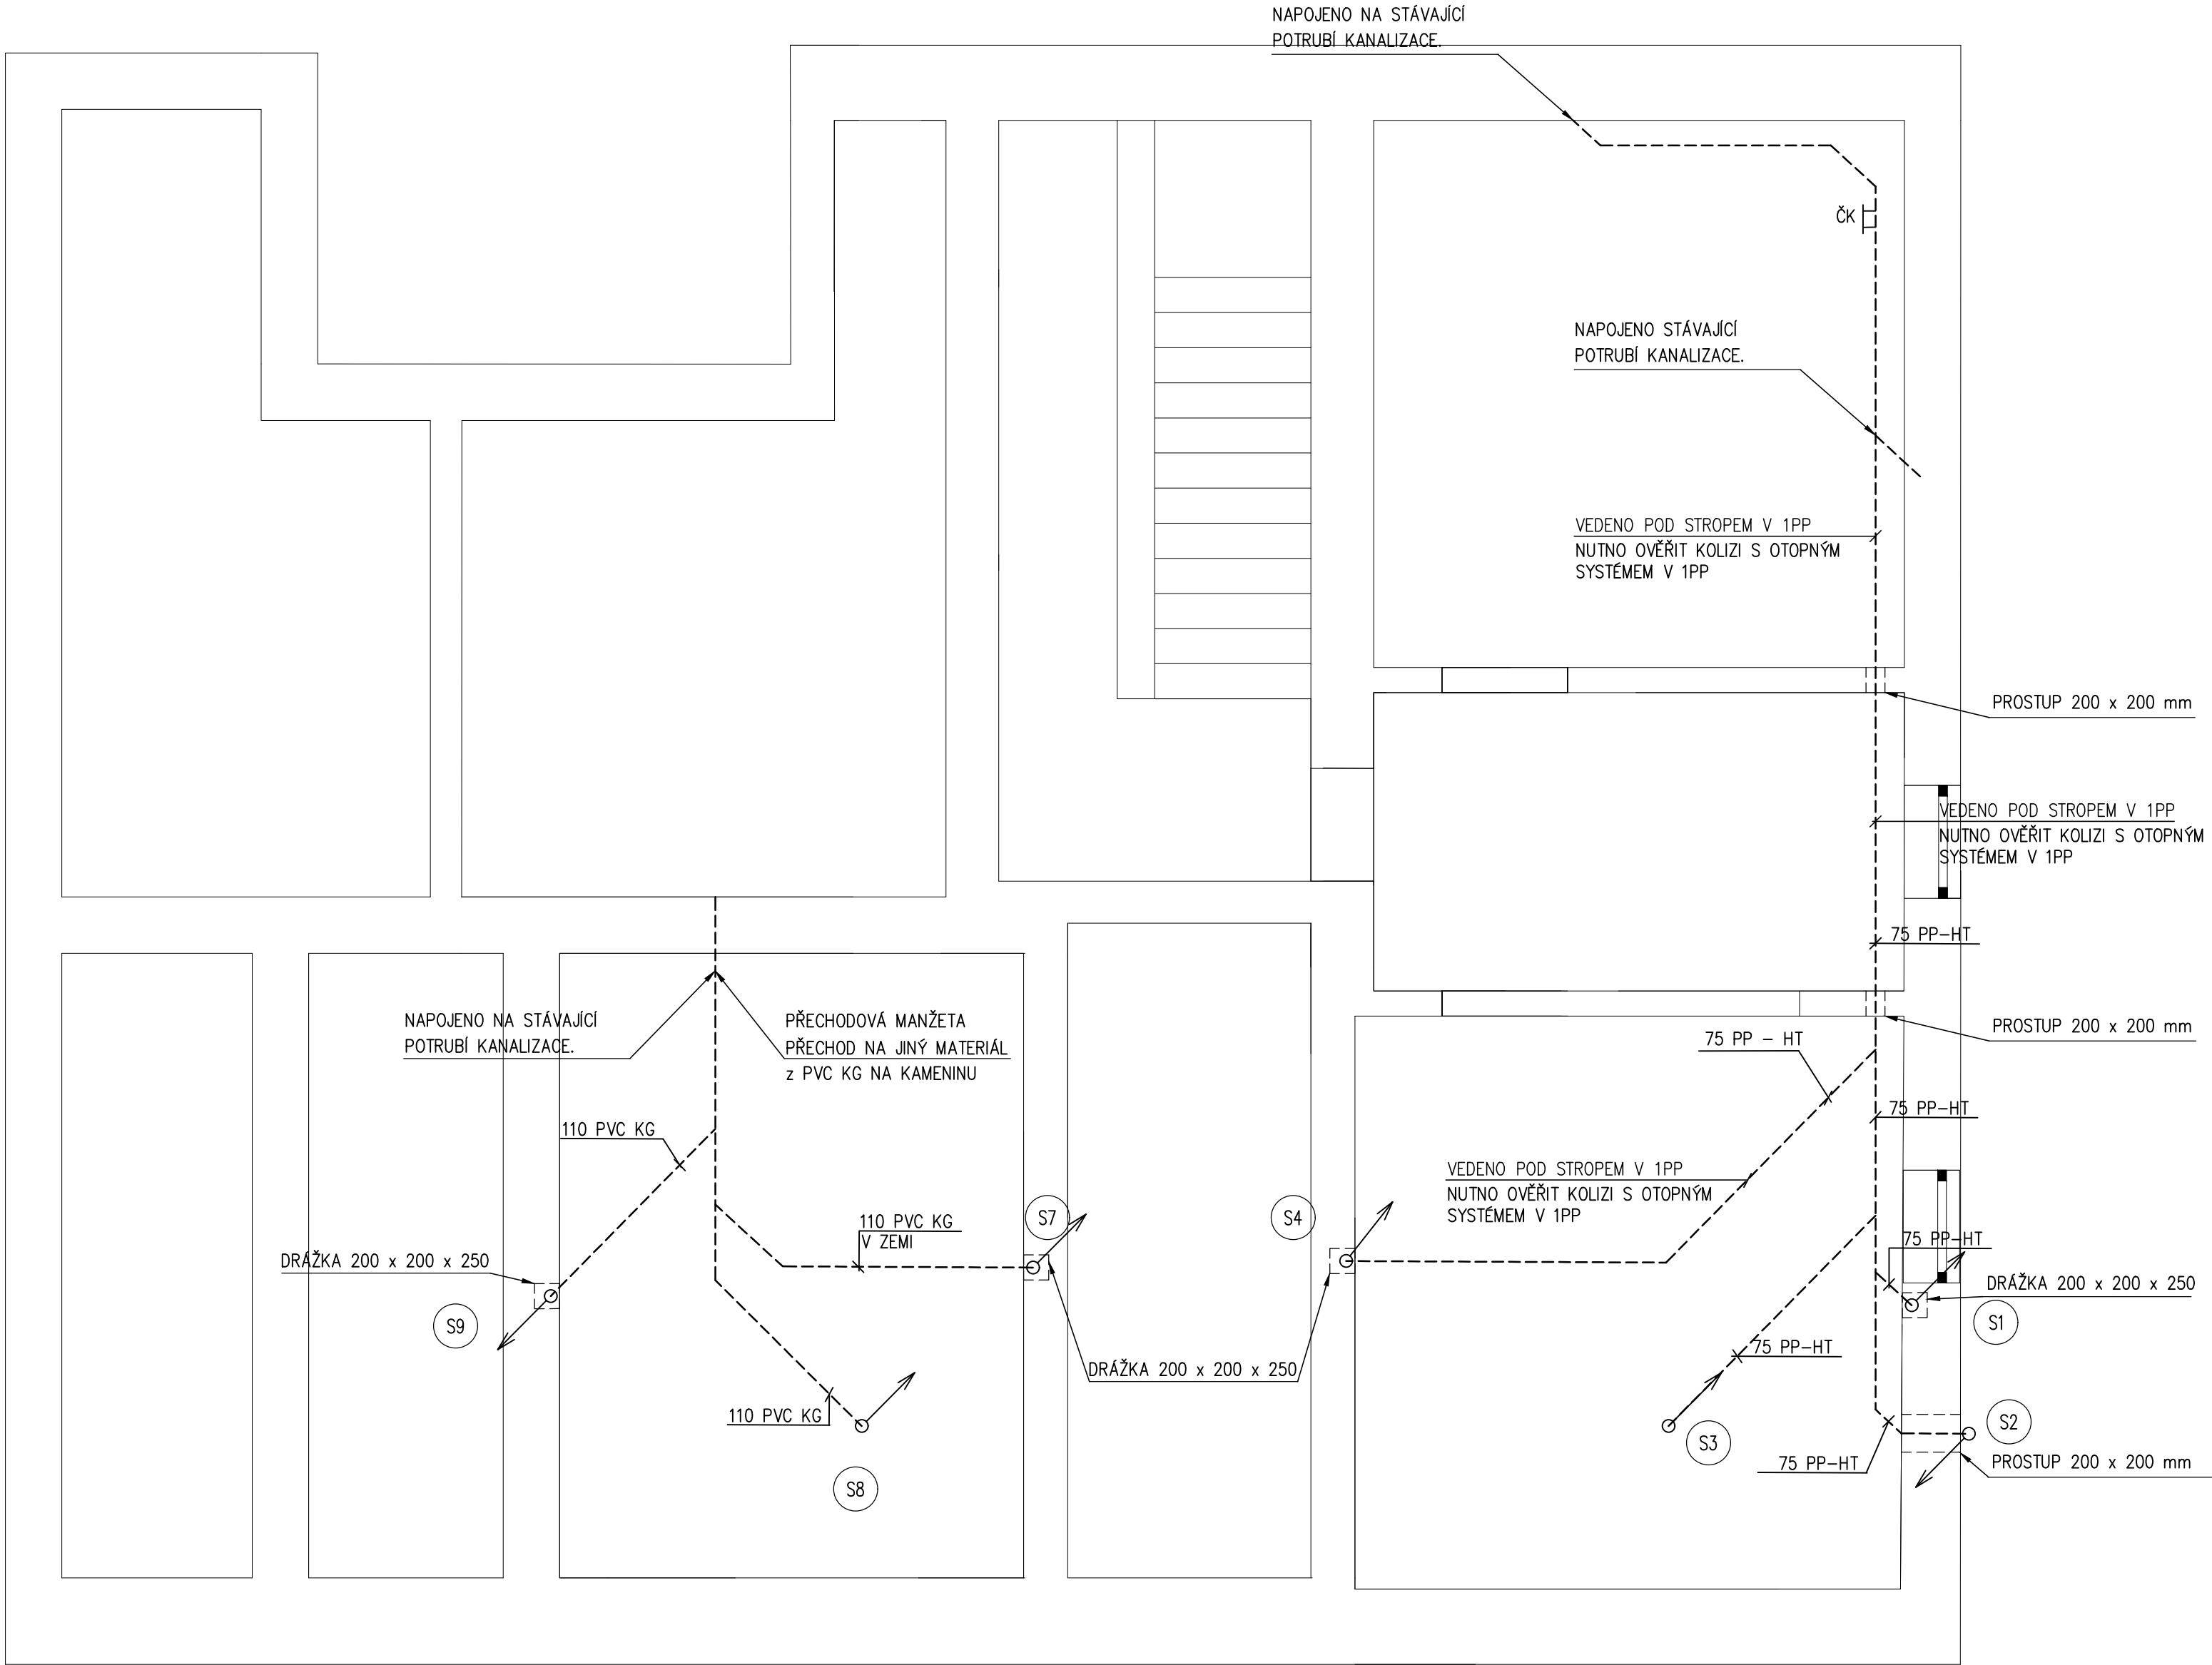 NAPOJENO NA STÁVAJÍCÍ
POTRUBÍ KANALIZACE.
ČK
NAPOJENO STÁVAJÍCÍ
POTRUBÍ KANALIZACE.
VEDENO POD STROPEM V 1PP
NUTNO OVĚŘIT KOLIZI S OTOPNÝM
SYSTÉMEM V 1PP
PROSTUP 200 x 200 mm
VEDENO POD STROPEM V 1PP
NUTNO OVĚŘIT KOLIZI S OTOPNÝM
SYSTÉMEM V 1PP
75 PP-HT
NAPOJENO NA STÁVAJÍCÍ
POTRUBÍ KANALIZACE.
PŘECHODOVÁ MANŽETA
PŘECHOD NA JINÝ MATERIÁL
z PVC KG NA KAMENINU
PROSTUP 200 x 200 mm
75 PP - HT
75 PP-HT
110 PVC KG
VEDENO POD STROPEM V 1PP
NUTNO OVĚŘIT KOLIZI S OTOPNÝM
SYSTÉMEM V 1PP
S7
S4
110 PVC KG
V ZEMI
75 PP-HT
DRÁŽKA 200 x 200 x 250
DRÁŽKA 200 x 200 x 250
S9
S1
75 PP-HT
DRÁŽKA 200 x 200 x 250
110 PVC KG
S3
S2
75 PP-HT
PROSTUP 200 x 200 mm
S8